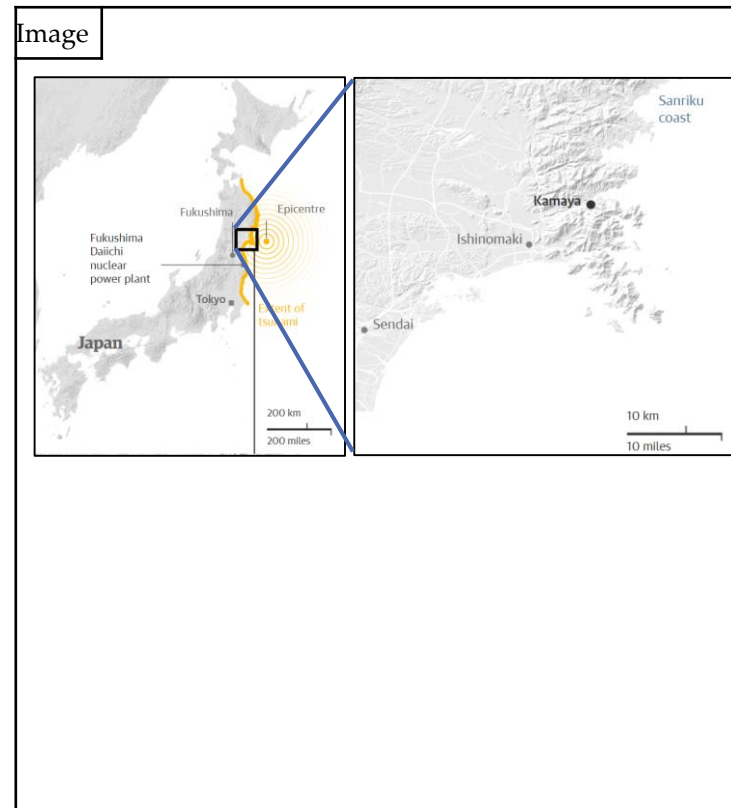 Image
Sanriku
coast
Kamaya
Fukushima
Epicentre
Ishinomaki
Fukushima
Daiichi
nuclear
power plant
Tokyo
Extent of
tsunami
Sendai
Japan
200 km
200 miles
10 km
10 miles